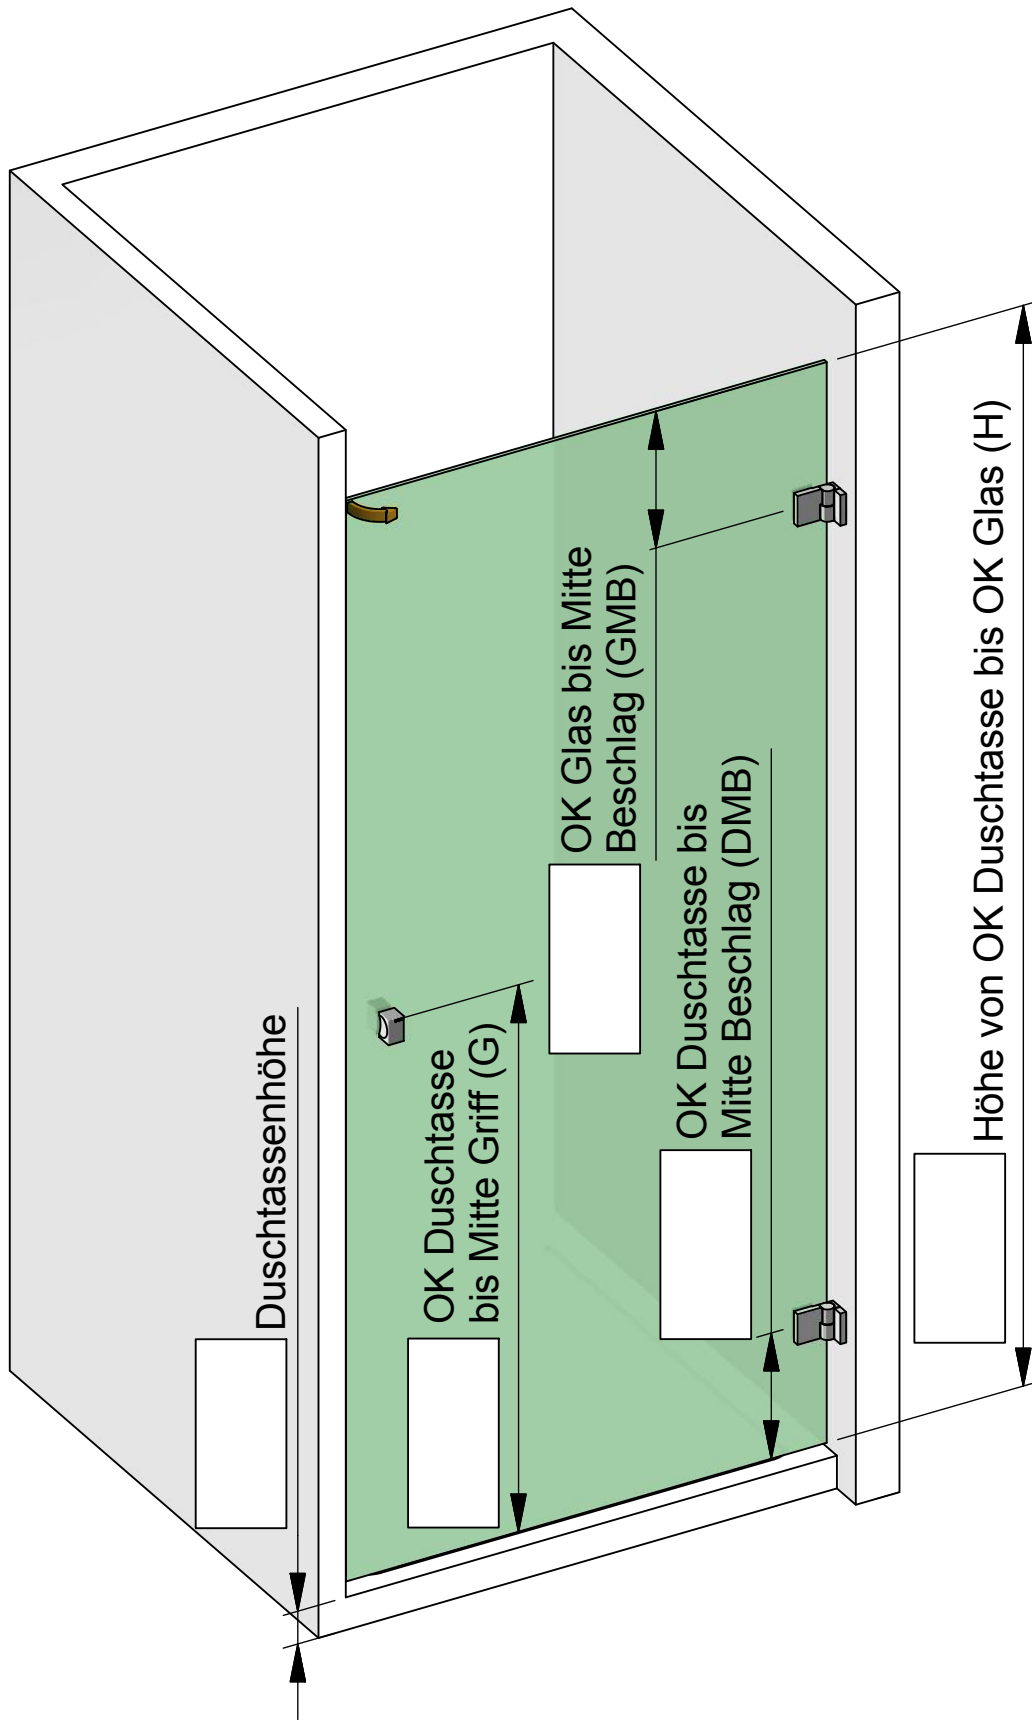 Duschtassenhöhe
OK Duschtasse
bis Mitte Griff (G)
OK Glas bis Mitte
Beschlag (GMB)
OK Duschtasse bis
Mitte Beschlag (DMB)
Höhe von OK Duschtasse bis OK Glas (H)